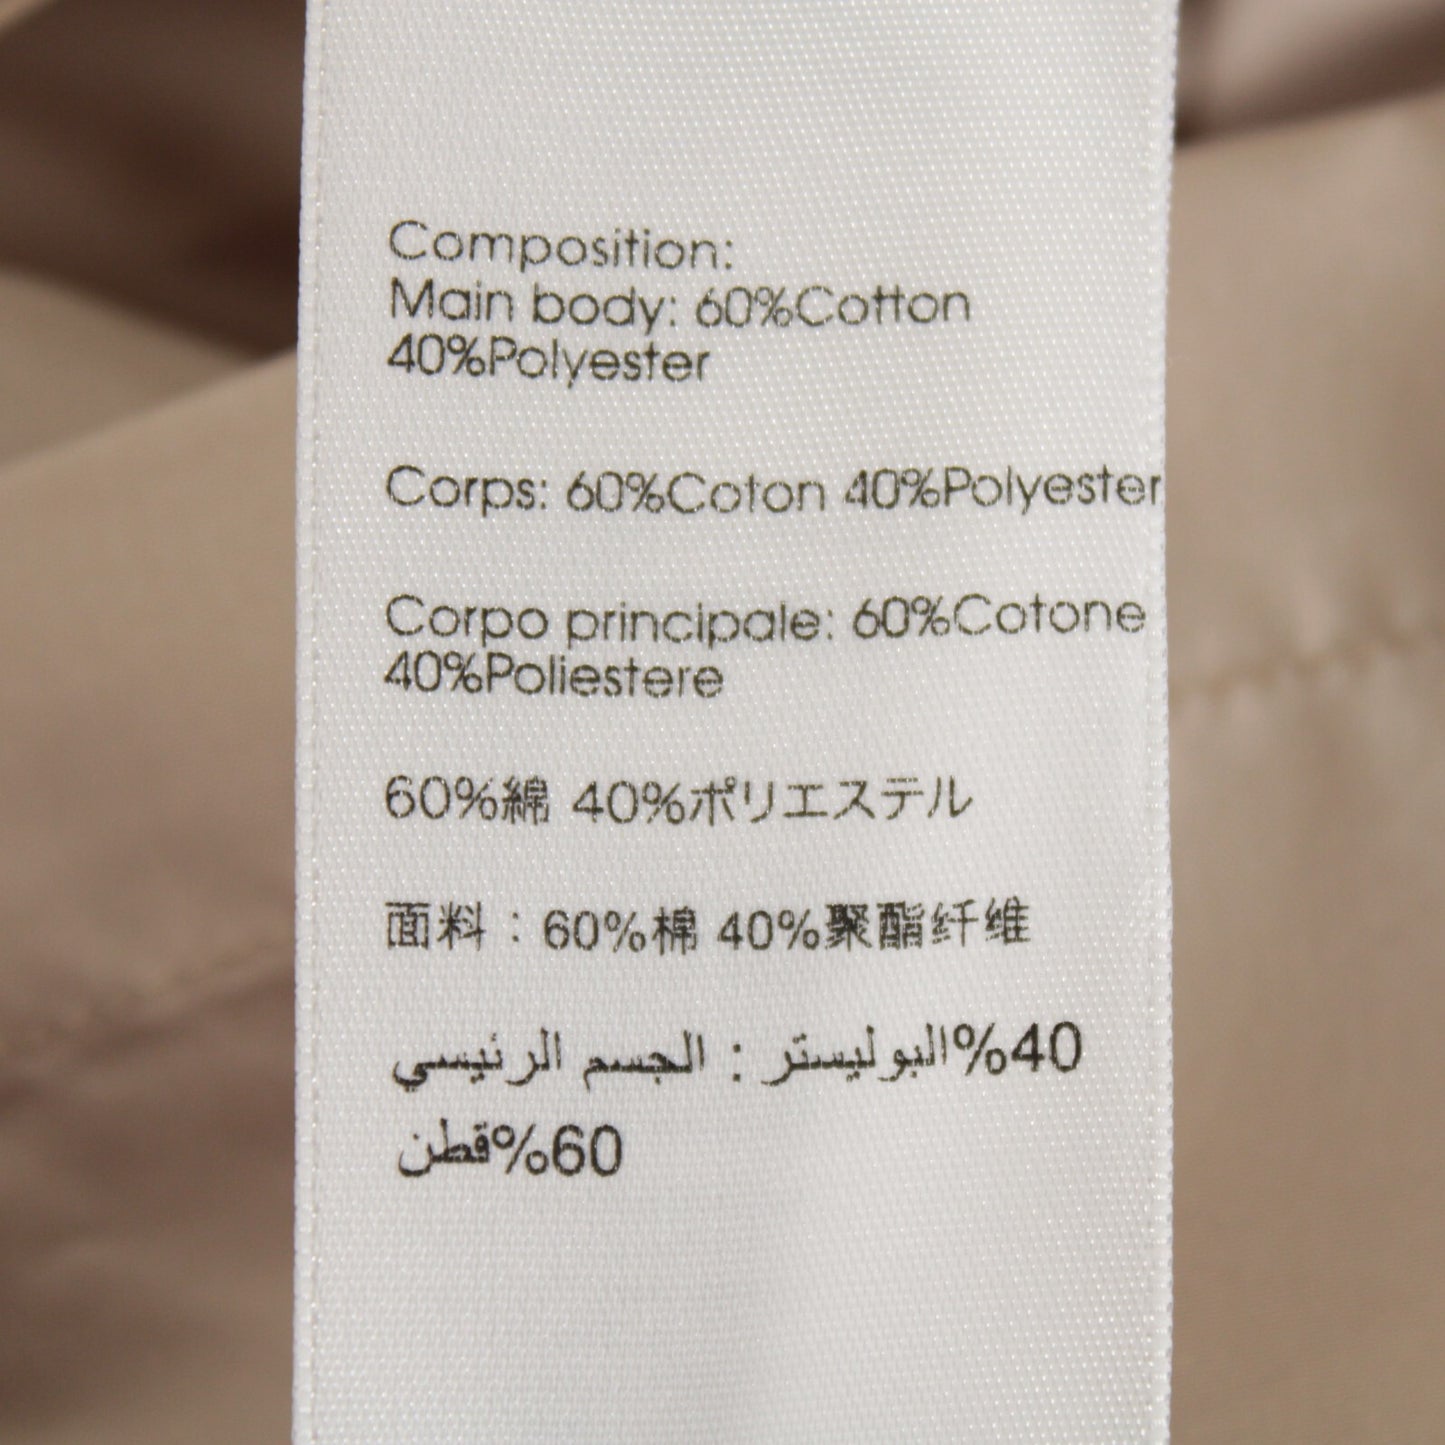 Composition:
Main body: 60%Cotton
40%Polyester
Corps: 60%Coton 40%Polyester
Corpo principale: 60%Cotone
40%Poliestere
60%綿 40%ポリエステル
面料：60%棉 40%聚酯纤维
40%البوليستر : الجسم الرئيسي
60%قطن